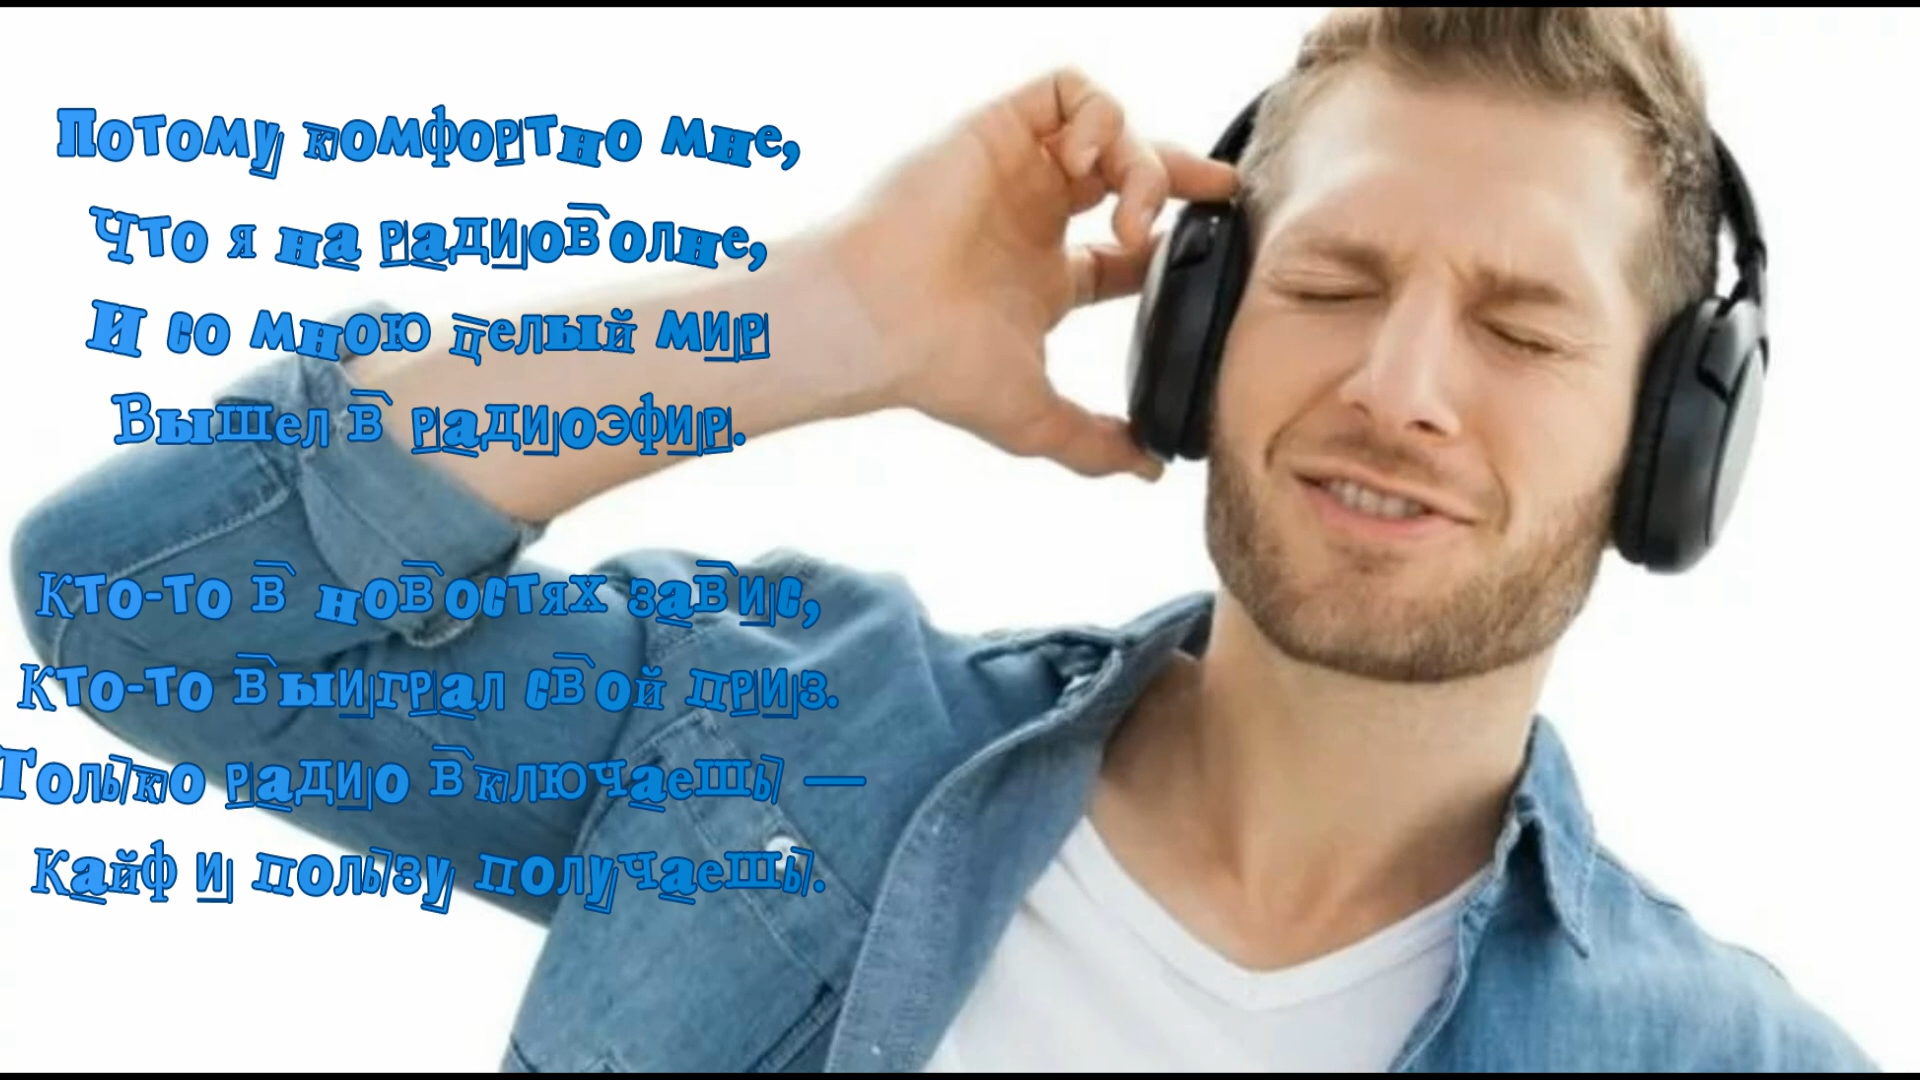 Потому комфортно мне,
Что я на радиоволне,
И со мною целый мир
Вышел в радиоэфир.
Кто-то в новостях завис,
Кто-то выиграл свой приз.
Только радио включаешь —
Кайф и пользу получаешь.